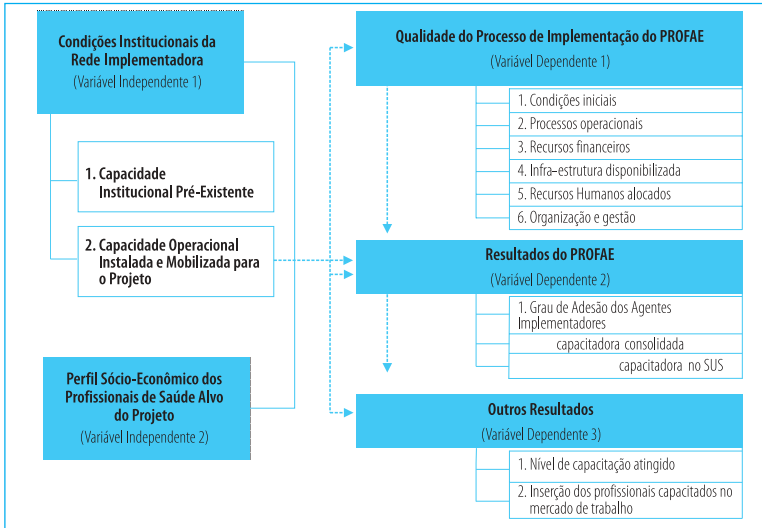 Condições Institucionais da
Rede Implementadora
(Variável Independente 1)
1. Capacidade
Institucional Pré-Existente
2. Capacidade Operacional
Instalada e Mobilizada para
o Projeto
Perfil Sócio-Econômico dos
Profissionais de Saúde Alvo
do Projeto
(Variável Independente 2)
Qualidade do Processo de Implementação do PROFAE
(Variável Dependente 1)
1. Condições iniciais
2. Processos operacionais
3. Recursos financeiros
4. Infra-estrutura disponibilizada
5. Recursos Humanos alocados
6. Organização e gestão
Resultados do PROFAE
(Variável Dependente 2)
1. Grau de Adesão dos Agentes
Implementadores
capacitadora consolidada
capacitadora no SUS
Outros Resultados
(Variável Dependente 3)
1. Nível de capacitação atingido
2. Inserção dos profissionais capacitados no
mercado de trabalho